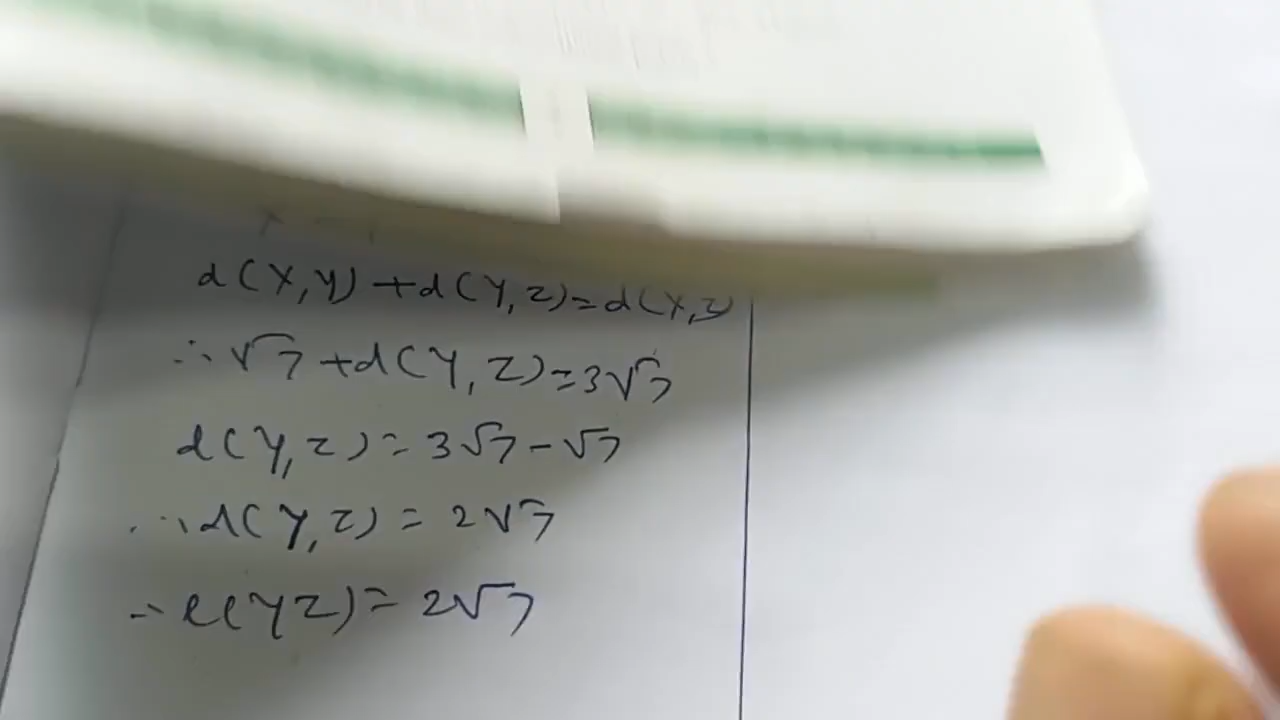 d(X,Y)+d(Y,Z)=d(X,Z)
∴√7+d(Y,Z)=3√7
d(Y,Z)=3√7-√7
∴d(Y,Z)=2√7
∴l(YZ)=2√7